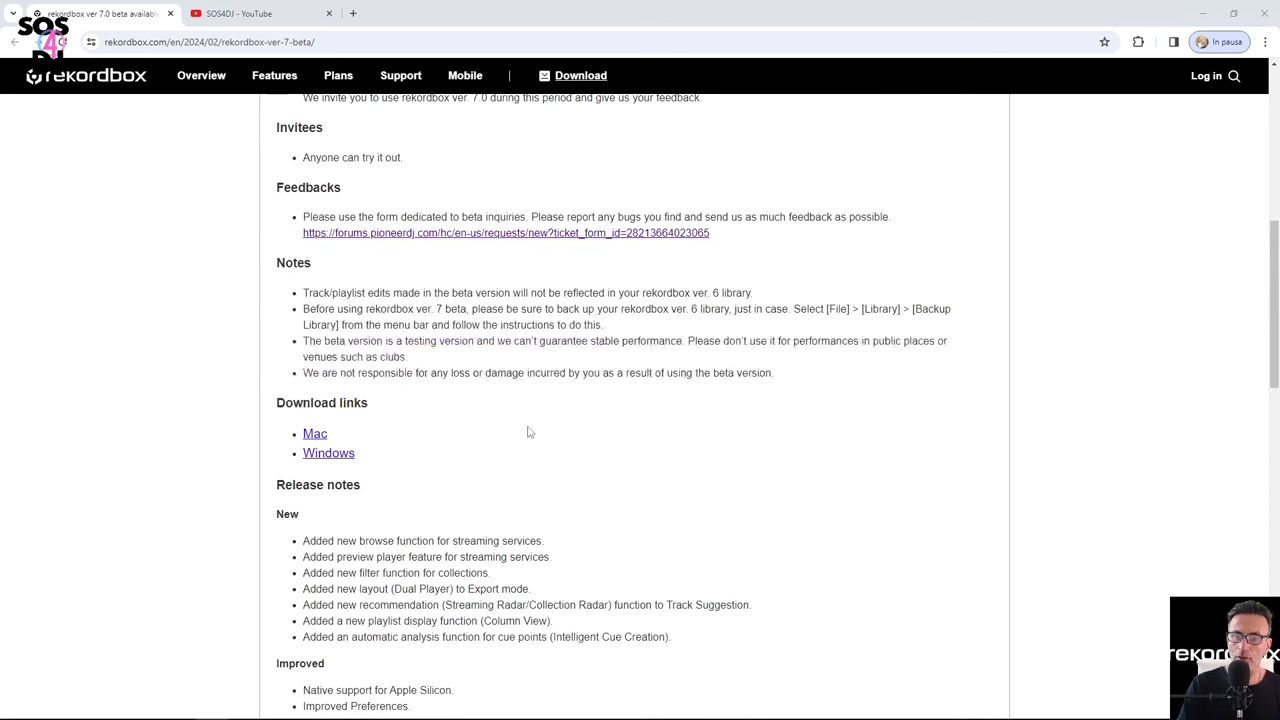 rekordbox ver 7.0 beta availab
SOS4DJ - YouTube
SOS
4
DJ
rekordbox.com/en/2024/02/rekordbox-ver-7-beta/
In pausa
rekordbox
Overview
Features
Plans
Support
Mobile
Download
Log in
We invite you to use rekordbox ver. 7.0 during this period and give us your feedback.
Invitees
• Anyone can try it out.
Feedbacks
• Please use the form dedicated to beta inquiries. Please report any bugs you find and send us as much feedback as possible.
https://forums.pioneerdj.com/hc/en-us/requests/new?ticket_form_id=28213664023065
Notes
• Track/playlist edits made in the beta version will not be reflected in your rekordbox ver. 6 library.
• Before using rekordbox ver. 7 beta, please be sure to back up your rekordbox ver. 6 library, just in case. Select [File] > [Library] > [Backup
Library] from the menu bar and follow the instructions to do this.
• The beta version is a testing version and we can't guarantee stable performance. Please don't use it for performances in public places or
venues such as clubs.
• We are not responsible for any loss or damage incurred by you as a result of using the beta version.
Download links
• Mac
• Windows
Release notes
New
• Added new browse function for streaming services.
• Added preview player feature for streaming services.
• Added new filter function for collections.
• Added new layout (Dual Player) to Export mode.
• Added new recommendation (Streaming Radar/Collection Radar) function to Track Suggestion.
• Added a new playlist display function (Column View).
• Added an automatic analysis function for cue points (Intelligent Cue Creation).
Improved
• Native support for Apple Silicon.
• Improved Preferences.